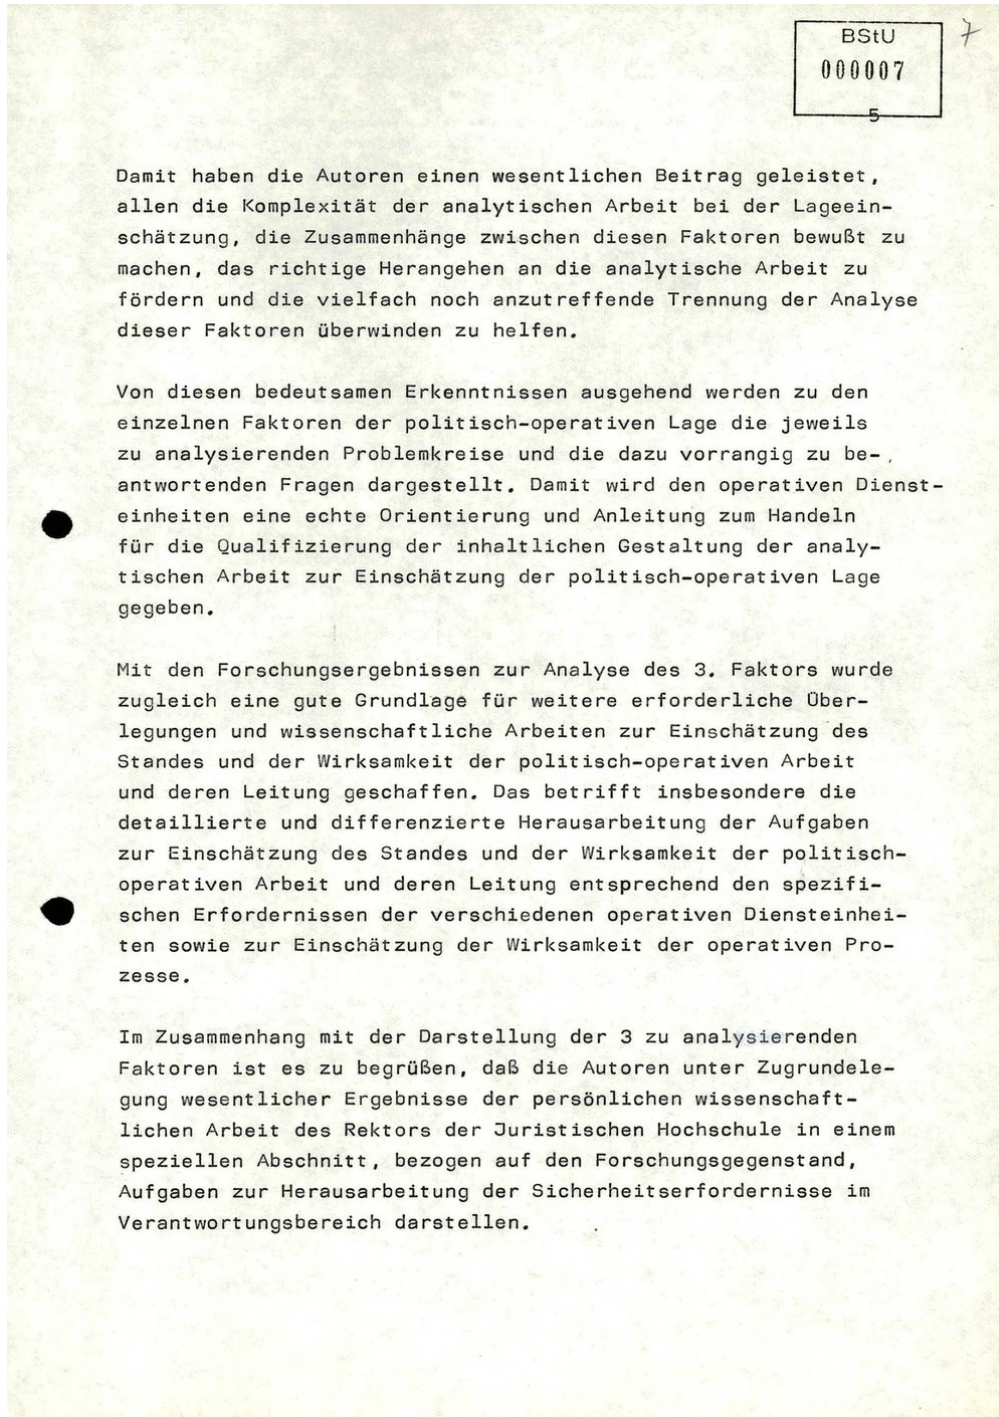 BStU
7
000007
5
Damit haben die Autoren einen wesentlichen Beitrag geleistet,
allen die Komplexität der analytischen Arbeit bei der Lageein-
schätzung, die Zusammenhänge zwischen diesen Faktoren bewußt zu
machen, das richtige Herangehen an die analytische Arbeit zu
fördern und die vielfach noch anzutreffende Trennung der Analyse
dieser Faktoren überwinden zu helfen.
Von diesen bedeutsamen Erkenntnissen ausgehend werden zu den
einzelnen Faktoren der politisch-operativen Lage die jeweils
zu analysierenden Problemkreise und die dazu vorrangig zu be-
antwortenden Fragen dargestellt. Damit wird den operativen Dienst-
einheiten eine echte Orientierung und Anleitung zum Handeln
für die Qualifizierung der inhaltlichen Gestaltung der analy-
tischen Arbeit zur Einschätzung der politisch-operativen Lage
gegeben.
Mit den Forschungsergebnissen zur Analyse des 3. Faktors wurde
zugleich eine gute Grundlage für weitere erforderliche Über-
legungen und wissenschaftliche Arbeiten zur Einschätzung des
Standes und der Wirksamkeit der politisch-operativen Arbeit
und deren Leitung geschaffen. Das betrifft insbesondere die
detaillierte und differenzierte Herausarbeitung der Aufgaben
zur Einschätzung des Standes und der Wirksamkeit der politisch-
operativen Arbeit und deren Leitung entsprechend den spezifi-
schen Erfordernissen der verschiedenen operativen Diensteinhei-
ten sowie zur Einschätzung der Wirksamkeit der operativen Pro-
zesse.
Im Zusammenhang mit der Darstellung der 3 zu analysierenden
Faktoren ist es zu begrüßen, daß die Autoren unter Zugrundele-
gung wesentlicher Ergebnisse der persönlichen wissenschaft-
lichen Arbeit des Rektors der Juristischen Hochschule in einem
speziellen Abschnitt, bezogen auf den Forschungsgegenstand,
Aufgaben zur Herausarbeitung der Sicherheitserfordernisse im
Verantwortungsbereich darstellen.